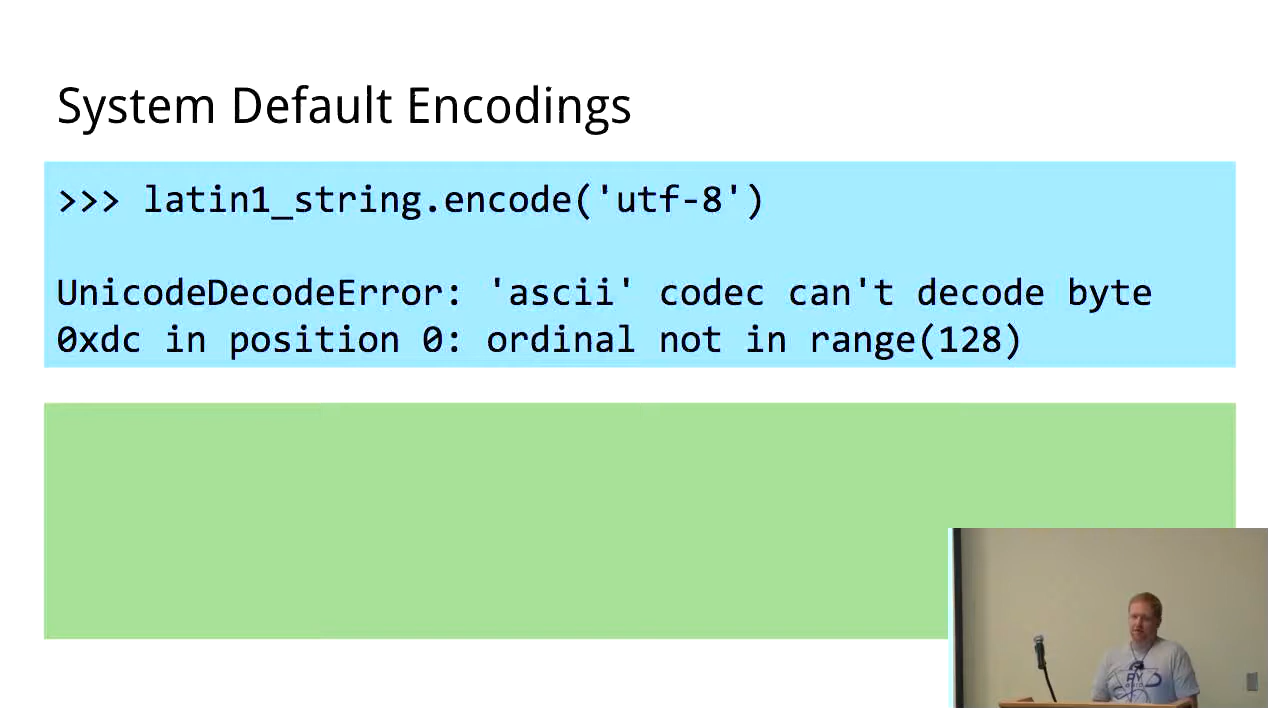 System Default Encodings
>>> latin1_string.encode('utf-8')
UnicodeDecodeError: 'ascii' codec can't decode byte
0xdc in position 0: ordinal not in range(128)
PY